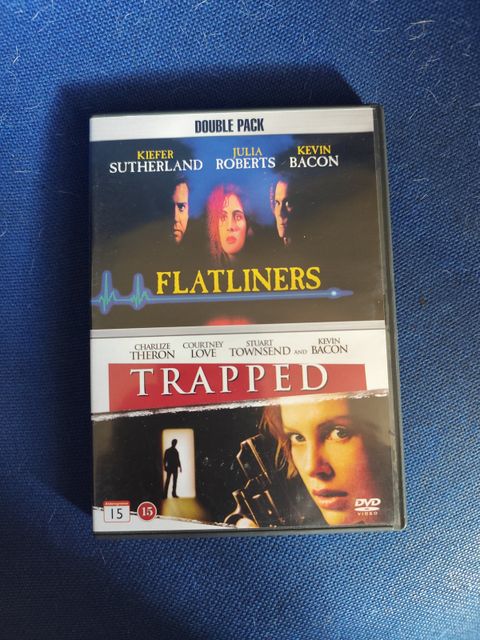 DOUBLE PACK
KIEFER SUTHERLAND JULIA ROBERTS KEVIN BACON
FLATLINERS
CHARLIZE THERON COURTNEY LOVE STUART TOWNSEND AND KEVIN BACON
TRAPPED
15
15
DVD
VIDEO